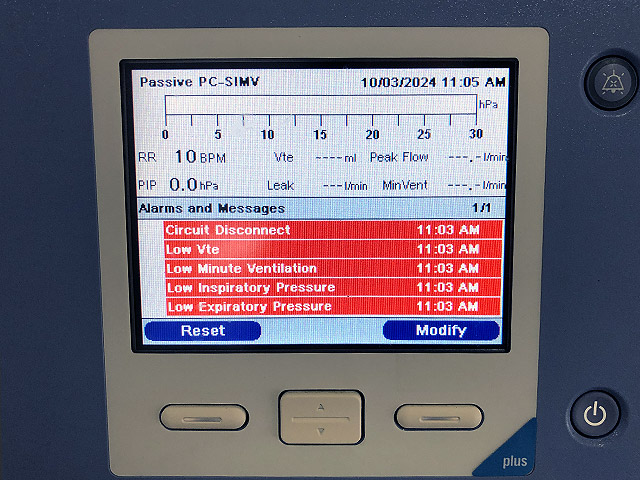 Passive PC-SIMV 10/03/2024 11:05 AM
hPa
0 5 10 15 20 25 30
RR 10 BPM Vte ---- ml Peak Flow ---.- l/min
PIP 0.0 hPa Leak ---- l/min MinVent ---.- l/min
Alarms and Messages 1/1
Circuit Disconnect 11:03 AM
Low Vte 11:03 AM
Low Minute Ventilation 11:03 AM
Low Inspiratory Pressure 11:03 AM
Low Expiratory Pressure 11:03 AM
Reset Modify
plus